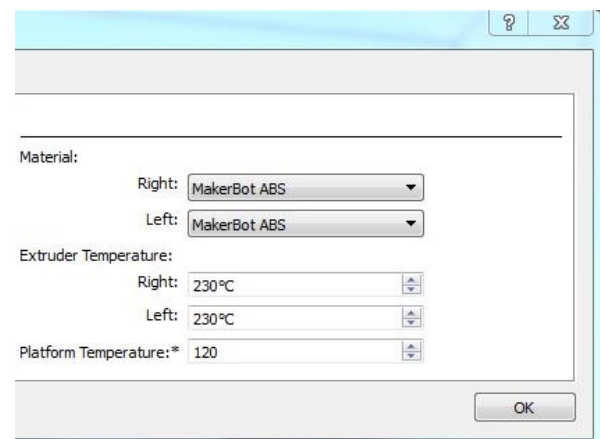 Material:
Right: MakerBot ABS
Left: MakerBot ABS
Extruder Temperature:
Right: 230°C
Left: 230°C
Platform Temperature:* 120
OK